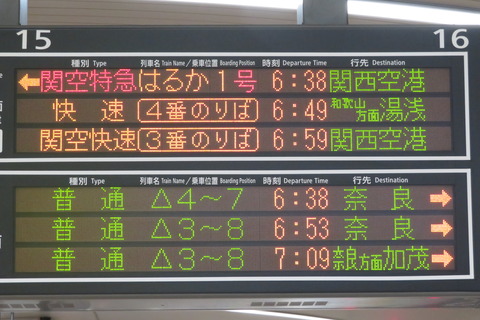 15 16
種別 Type 列車名 Train Name / 乗車位置 Boarding Position 時刻 Departure Time 行先 Destination
←関空特急はるか1号 6:38 関西空港
快速 4番のりば 6:49 和歌山方面湯浅
関空快速 3番のりば 6:59 関西空港
種別 Type 列車名 Train Name / 乗車位置 Boarding Position 時刻 Departure Time 行先 Destination
普通 △4〜7 6:38 奈良→
普通 △3〜8 6:53 奈良→
普通 △3〜8 7:09 奈良方面加茂→